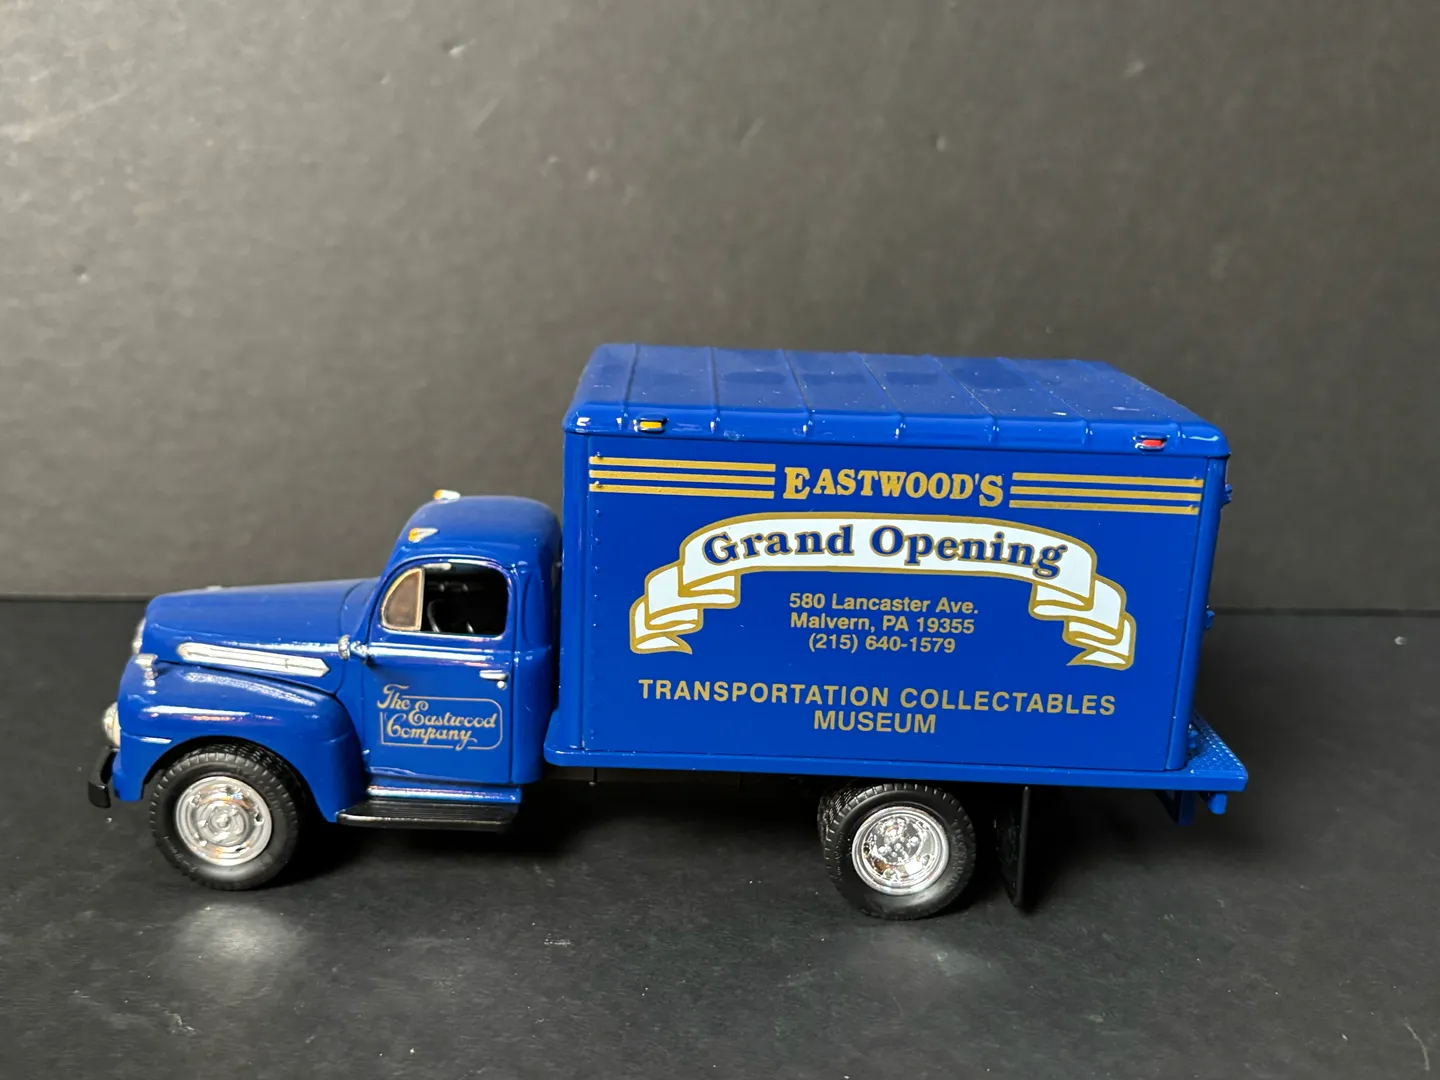 EASTWOOD'S
Grand Opening
580 Lancaster Ave.
Malvern, PA 19355
(215) 640-1579
TRANSPORTATION COLLECTABLES
MUSEUM
The
Eastwood
Company